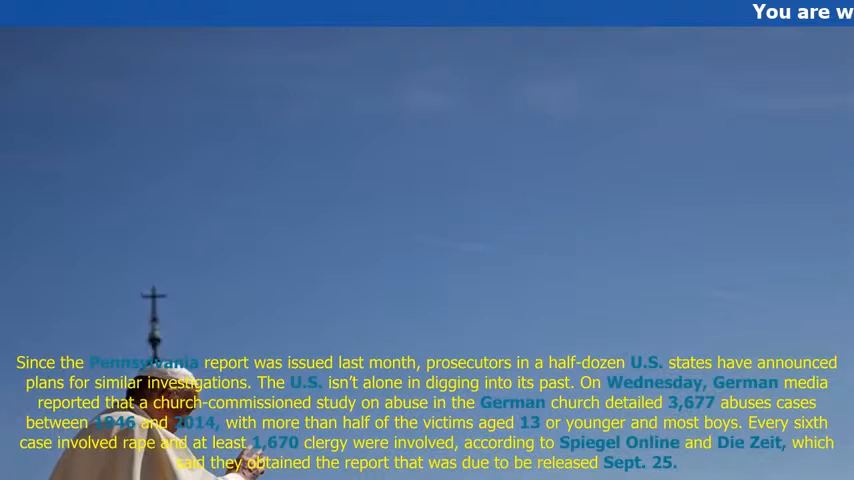 You are w
Since the Pennsylvania report was issued last month, prosecutors in a half-dozen U.S. states have announced
plans for similar investigations. The U.S. isn’t alone in digging into its past. On Wednesday, German media
reported that a church-commissioned study on abuse in the German church detailed 3,677 abuses cases
between 1946 and 2014, with more than half of the victims aged 13 or younger and most boys. Every sixth
case involved rape and at least 1,670 clergy were involved, according to Spiegel Online and Die Zeit, which
said they obtained the report that was due to be released Sept. 25.